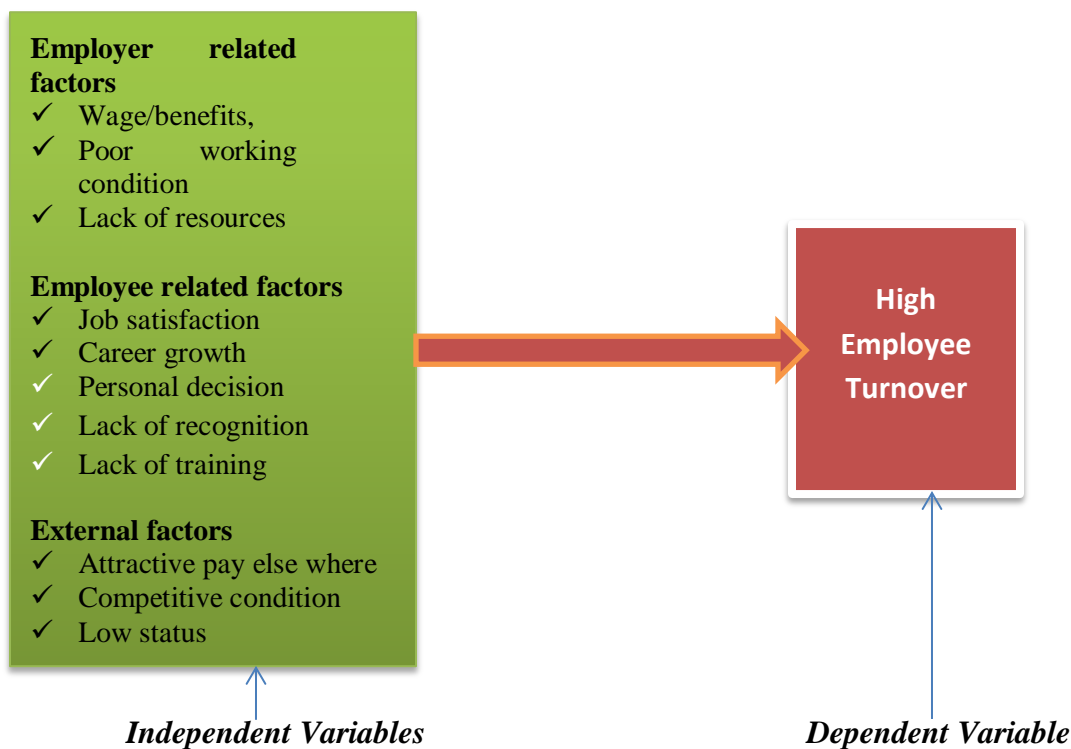 Employer related
factors
✓ Wage/benefits,
✓ Poor working
condition
✓ Lack of resources
Employee related factors
✓ Job satisfaction
✓ Career growth
✓ Personal decision
✓ Lack of recognition
✓ Lack of training
External factors
✓ Attractive pay else where
✓ Competitive condition
✓ Low status
High
Employee
Turnover
Independent Variables
Dependent Variable